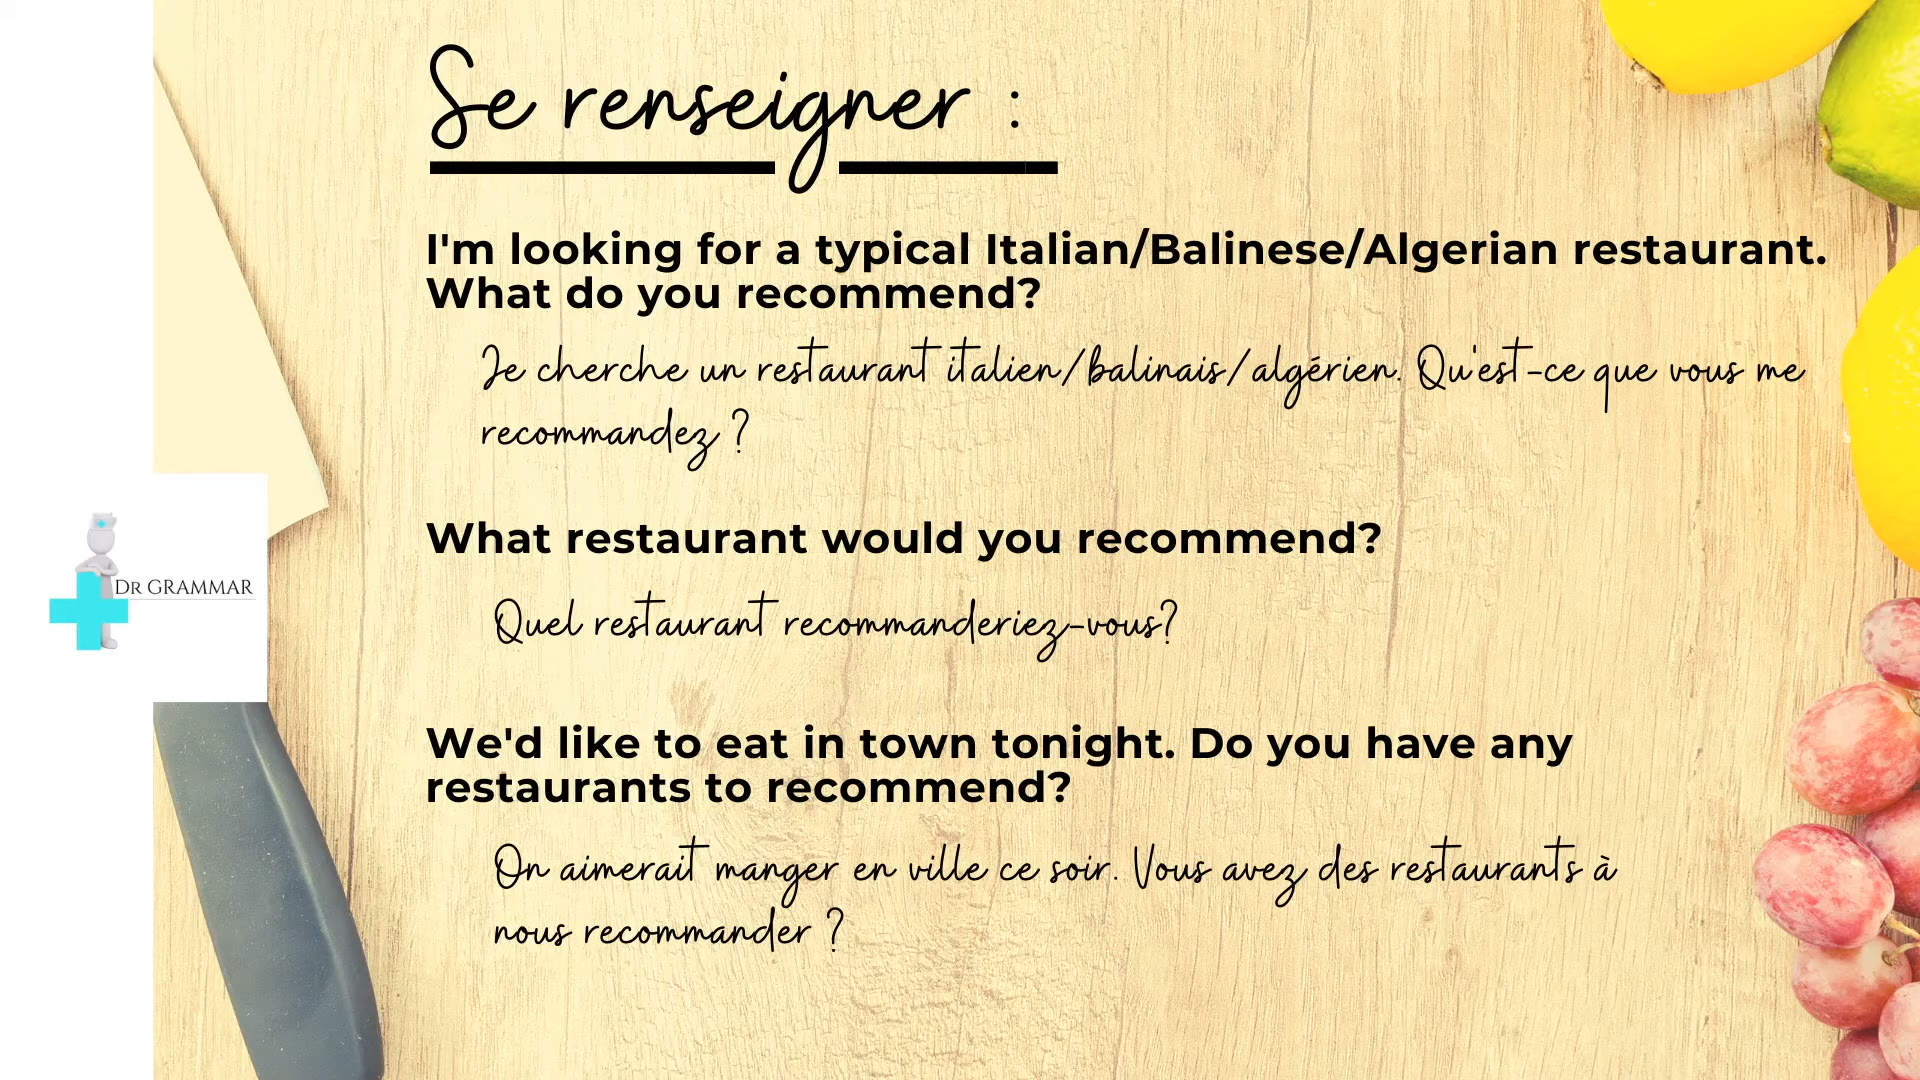 Se renseigner :
I'm looking for a typical Italian/Balinese/Algerian restaurant.
What do you recommend?
Je cherche un restaurant italien/balinais/algérien. Qu'est-ce que vous me
recommandez ?
What restaurant would you recommend?
Quel restaurant recommanderiez-vous?
DR GRAMMAR
We'd like to eat in town tonight. Do you have any
restaurants to recommend?
On aimerait manger en ville ce soir. Vous avez des restaurants à
nous recommander ?